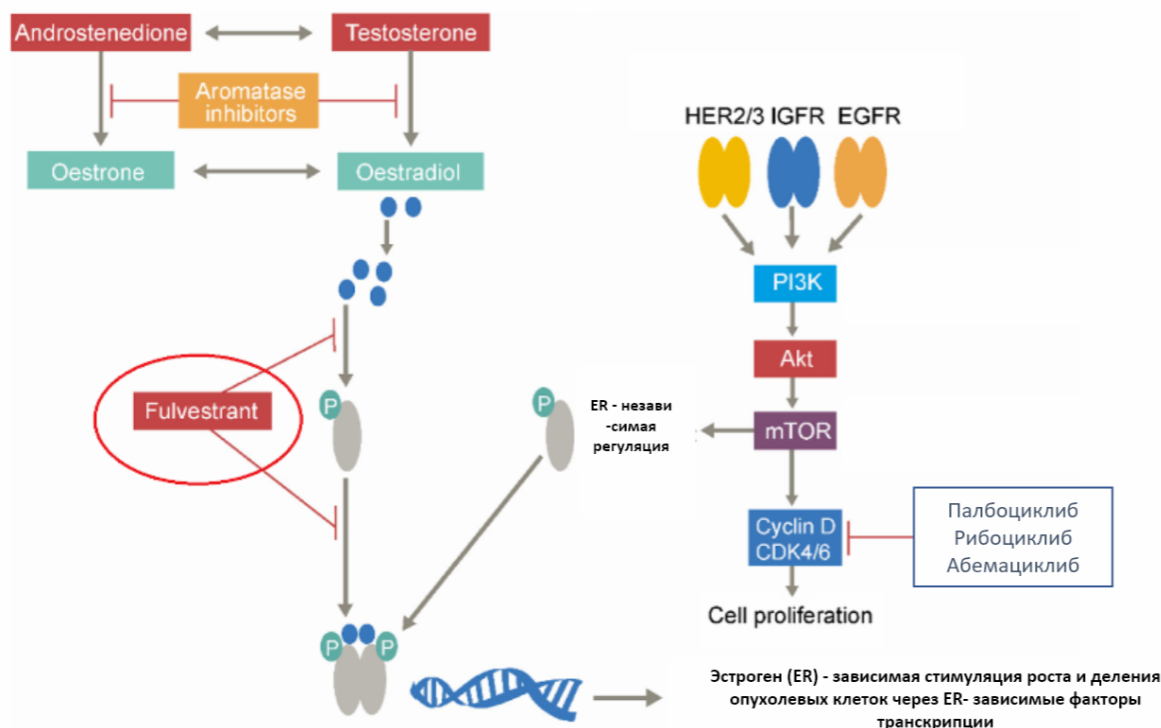 Androstenedione
Testosterone
Aromatase
inhibitors
Oestrone
Oestradiol
HER2/3 IGFR EGFR
PI3K
Akt
mTOR
ER - незави
-симая
регуляция
P
P
Fulvestrant
Cyclin D
CDK4/6
Палбоциклиб
Рибоциклиб
Абемациклиб
Cell proliferation
P
P
Эстроген (ER) - зависимая стимуляция роста и деления
опухолевых клеток через ER- зависимые факторы
транскрипции